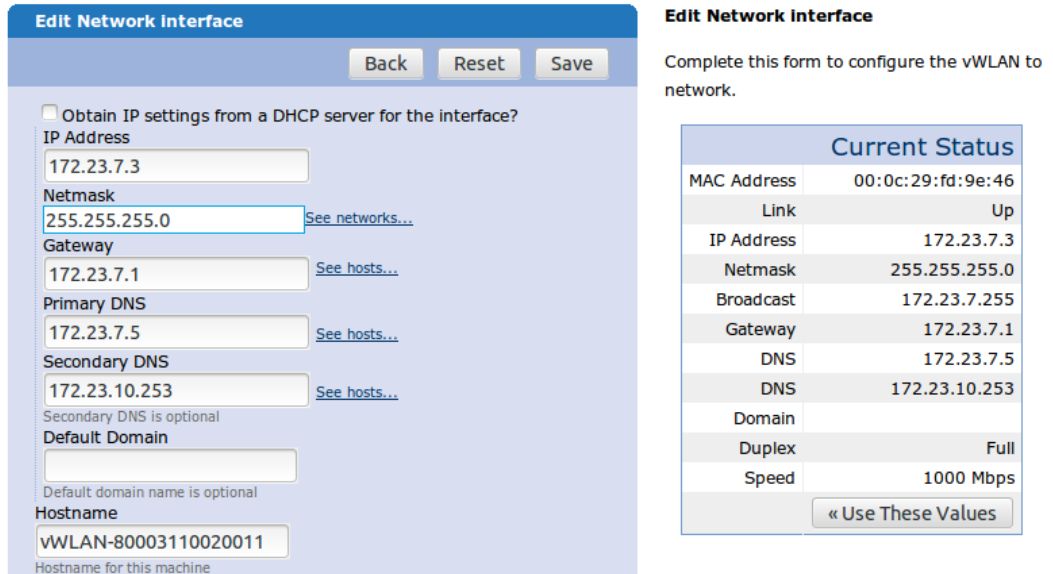 Edit Network Interface
Back Reset Save
Obtain IP settings from a DHCP server for the interface?
IP Address
172.23.7.3
Netmask
255.255.255.0 See networks...
Gateway
172.23.7.1 See hosts...
Primary DNS
172.23.7.5 See hosts...
Secondary DNS
172.23.10.253 See hosts...
Secondary DNS is optional
Default Domain
Default domain name is optional
Hostname
vWLAN-80003110020011
Hostname for this machine
Edit Network interface
Complete this form to configure the vWLAN to
network.
Current Status
MAC Address 00:0c:29:fd:9e:46
Link Up
IP Address 172.23.7.3
Netmask 255.255.255.0
Broadcast 172.23.7.255
Gateway 172.23.7.1
DNS 172.23.7.5
DNS 172.23.10.253
Domain
Duplex Full
Speed 1000 Mbps
« Use These Values